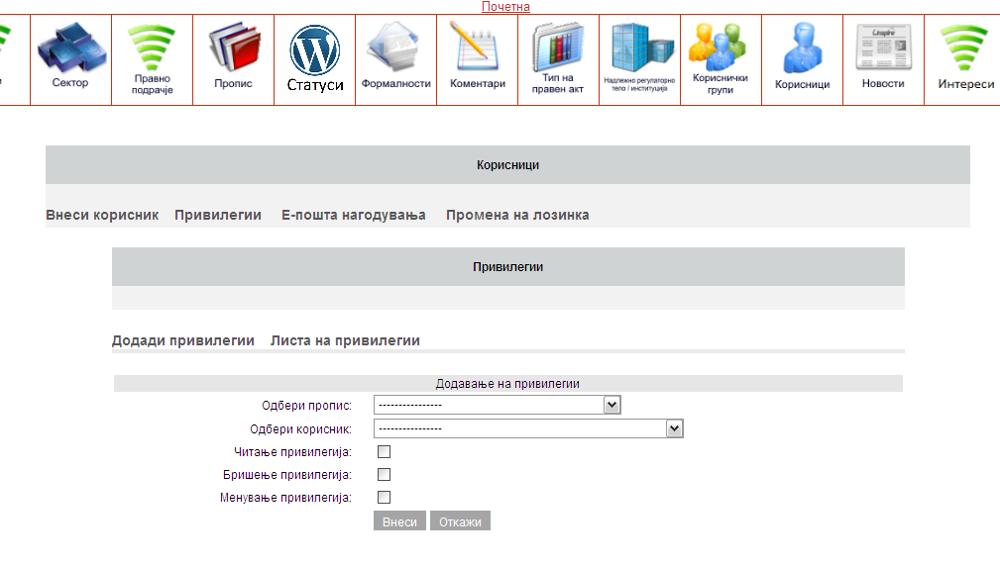 Почетна
Сектор
Правно
подрачје
Пропис
Статуси
Формалности
Коментари
Тип на
правен акт
Надлежно регулаторно
тело / институција
Кориснички
групи
Корисници
Новости
Интереси
Корисници
Внеси корисник Привилегии Е-пошта нагодувања Промена на лозинка
Привилегии
Додади привилегии Листа на привилегии
Додавање на привилегии
Одбери пропис: ----------------
Одбери корисник: ----------------
Читање привилегија:
Бришење привилегија:
Менување привилегија:
Внеси Откажи